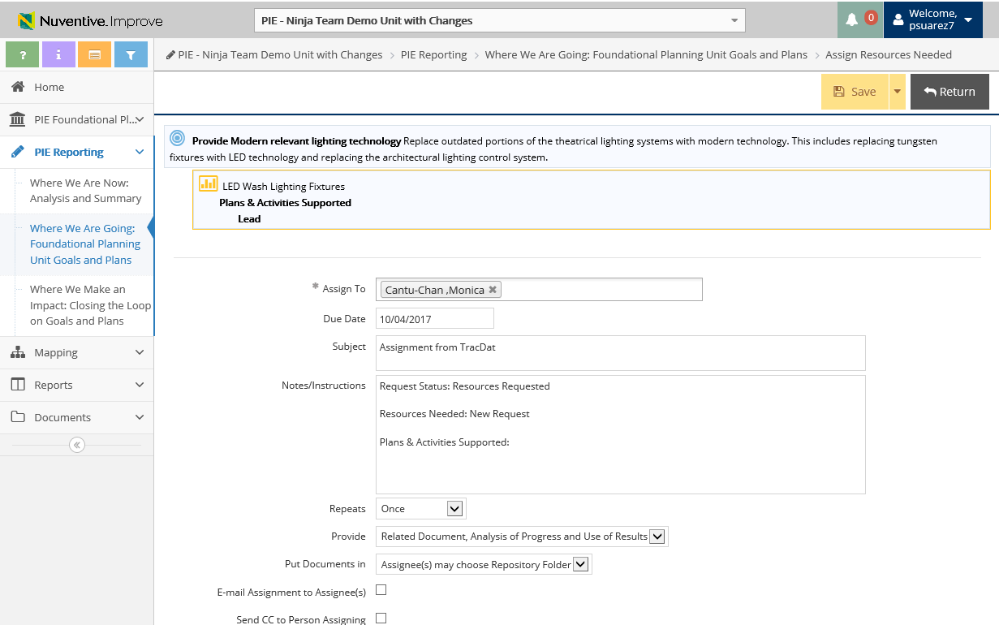 Nuventive.Improve
PIE - Ninja Team Demo Unit with Changes
0
Welcome,
psuarez7
?
i
PIE - Ninja Team Demo Unit with Changes > PIE Reporting > Where We Are Going: Foundational Planning Unit Goals and Plans > Assign Resources Needed
Home
PIE Foundational Pl...
PIE Reporting
Where We Are Now:
Analysis and Summary
Where We Are Going:
Foundational Planning
Unit Goals and Plans
Where We Make an
Impact: Closing the Loop
on Goals and Plans
Mapping
Reports
Documents
Save
Return
Provide Modern relevant lighting technology Replace outdated portions of the theatrical lighting systems with modern technology. This includes replacing tungsten
fixtures with LED technology and replacing the architectural lighting control system.
LED Wash Lighting Fixtures
Plans & Activities Supported
Lead
* Assign To
Cantu-Chan ,Monica
Due Date
10/04/2017
Subject
Assignment from TracDat
Notes/Instructions
Request Status: Resources Requested
Resources Needed: New Request
Plans & Activities Supported:
Repeats
Once
Provide
Related Document, Analysis of Progress and Use of Results
Put Documents in
Assignee(s) may choose Repository Folder
E-mail Assignment to Assignee(s)
Send CC to Person Assigning